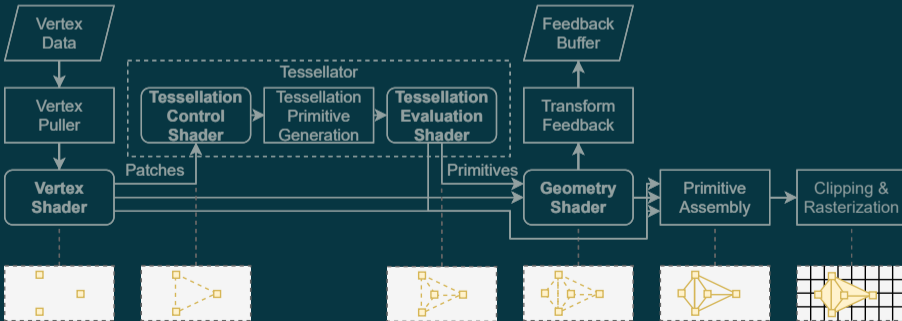 Vertex
Data
Feedback
Buffer
Tessellator
Vertex
Puller
Tessellation
Control
Shader
Tessellation
Primitive
Generation
Tessellation
Evaluation
Shader
Transform
Feedback
Patches
Primitives
Vertex
Shader
Geometry
Shader
Primitive
Assembly
Clipping &
Rasterization